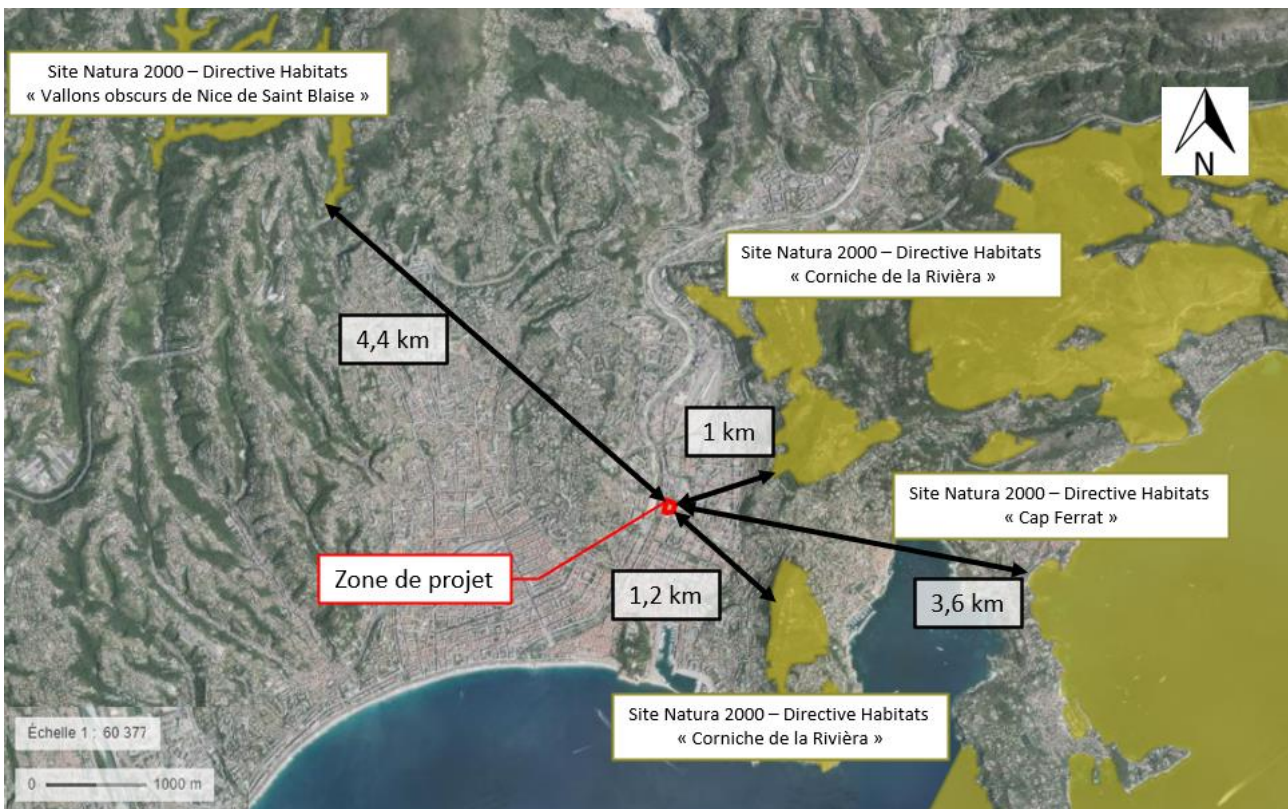 Site Natura 2000 – Directive Habitats
« Vallons obscurs de Nice de Saint Blaise »
N
Site Natura 2000 – Directive Habitats
« Corniche de la Rivièra »
4,4 km
1 km
Site Natura 2000 – Directive Habitats
« Cap Ferrat »
Zone de projet
1,2 km
3,6 km
Site Natura 2000 – Directive Habitats
« Corniche de la Rivièra »
Échelle 1 : 60 377
0 1000 m